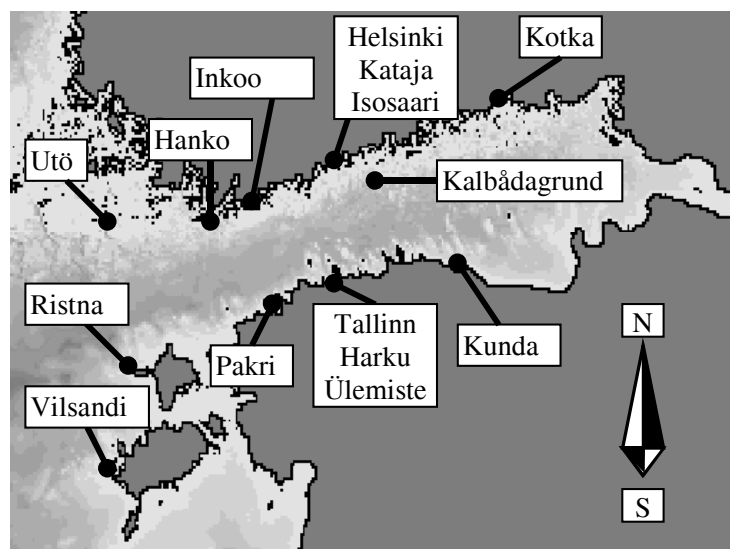 Helsinki
Kataja
Isosaari
Kotka
Inkoo
Hanko
Utö
Kalbådagrund
Ristna
Pakri
Tallinn
Harku
Ülemiste
Kunda
N
Vilsandi
S